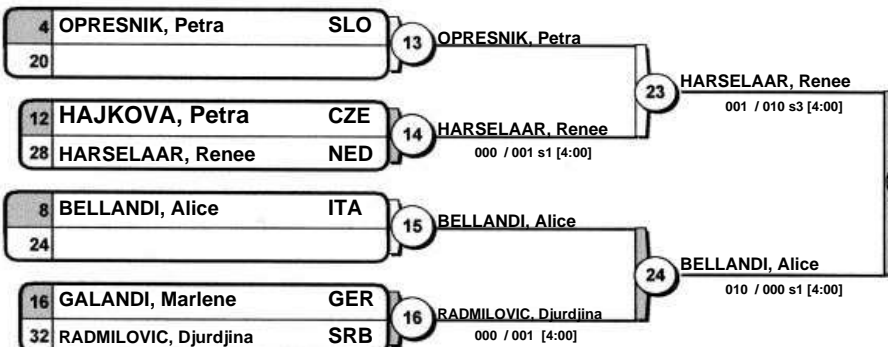 4 OPRESNIK, Petra SLO
20
13 OPRESNIK, Petra
12 HAJKOVA, Petra CZE
28 HARSELAAR, Renee NED
14 HARSELAAR, Renee
000 / 001 s1 [4:00]
23 HARSELAAR, Renee
001 / 010 s3 [4:00]
8 BELLANDI, Alice ITA
24
15 BELLANDI, Alice
16 GALANDI, Marlene GER
32 RADMILOVIC, Djurdjina SRB
16 RADMILOVIC, Djurdjina
000 / 001 [4:00]
24 BELLANDI, Alice
010 / 000 s1 [4:00]